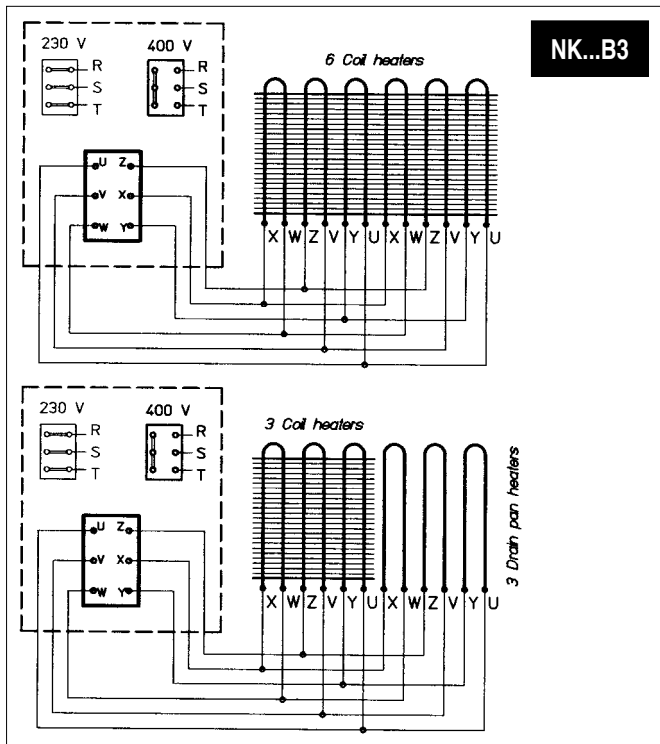 NK...B3
230 V
400 V
R
S
T
R
S
T
6 Coil heaters
U Z
V X
W Y
X W Z V Y U X W Z V Y U
230 V
400 V
R
S
T
R
S
T
3 Coil heaters
3 Drain pan heaters
U Z
V X
W Y
X W Z V Y U X W Z V Y U